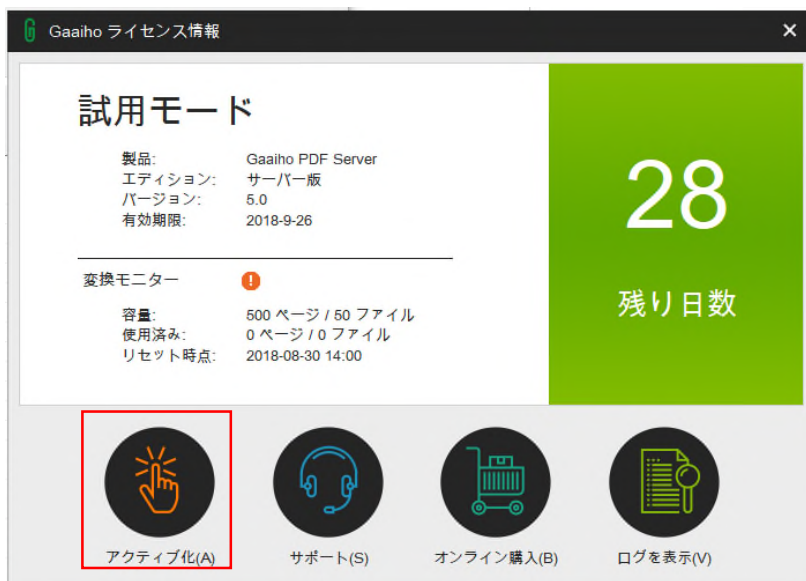 Gaaiho ライセンス情報
試用モード
製品: Gaaiho PDF Server
エディション: サーバー版
バージョン: 5.0
有効期限: 2018-9-26
変換モニター
容量: 500 ページ / 50 ファイル
使用済み: 0 ページ / 0 ファイル
リセット時点: 2018-08-30 14:00
28
残り日数
アクティブ化(A)
サポート(S)
オンライン購入(B)
ログを表示(V)